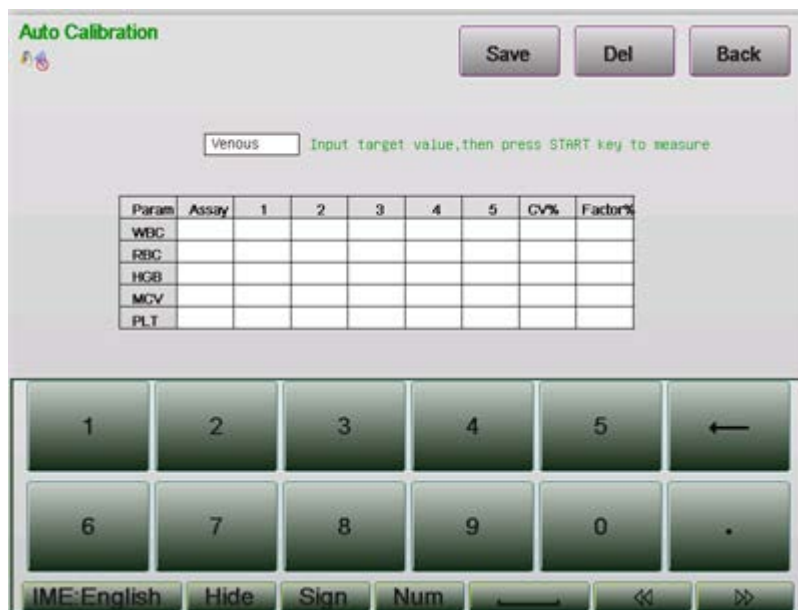 Auto Calibration
Save Del Back
Venous Input target value,then press START key to measure
Param Assay 1 2 3 4 5 CV% Factor%
WBC
RBC
HGB
MCV
PLT
1 2 3 4 5 ←
6 7 8 9 0 .
IME:English Hide Sign Num